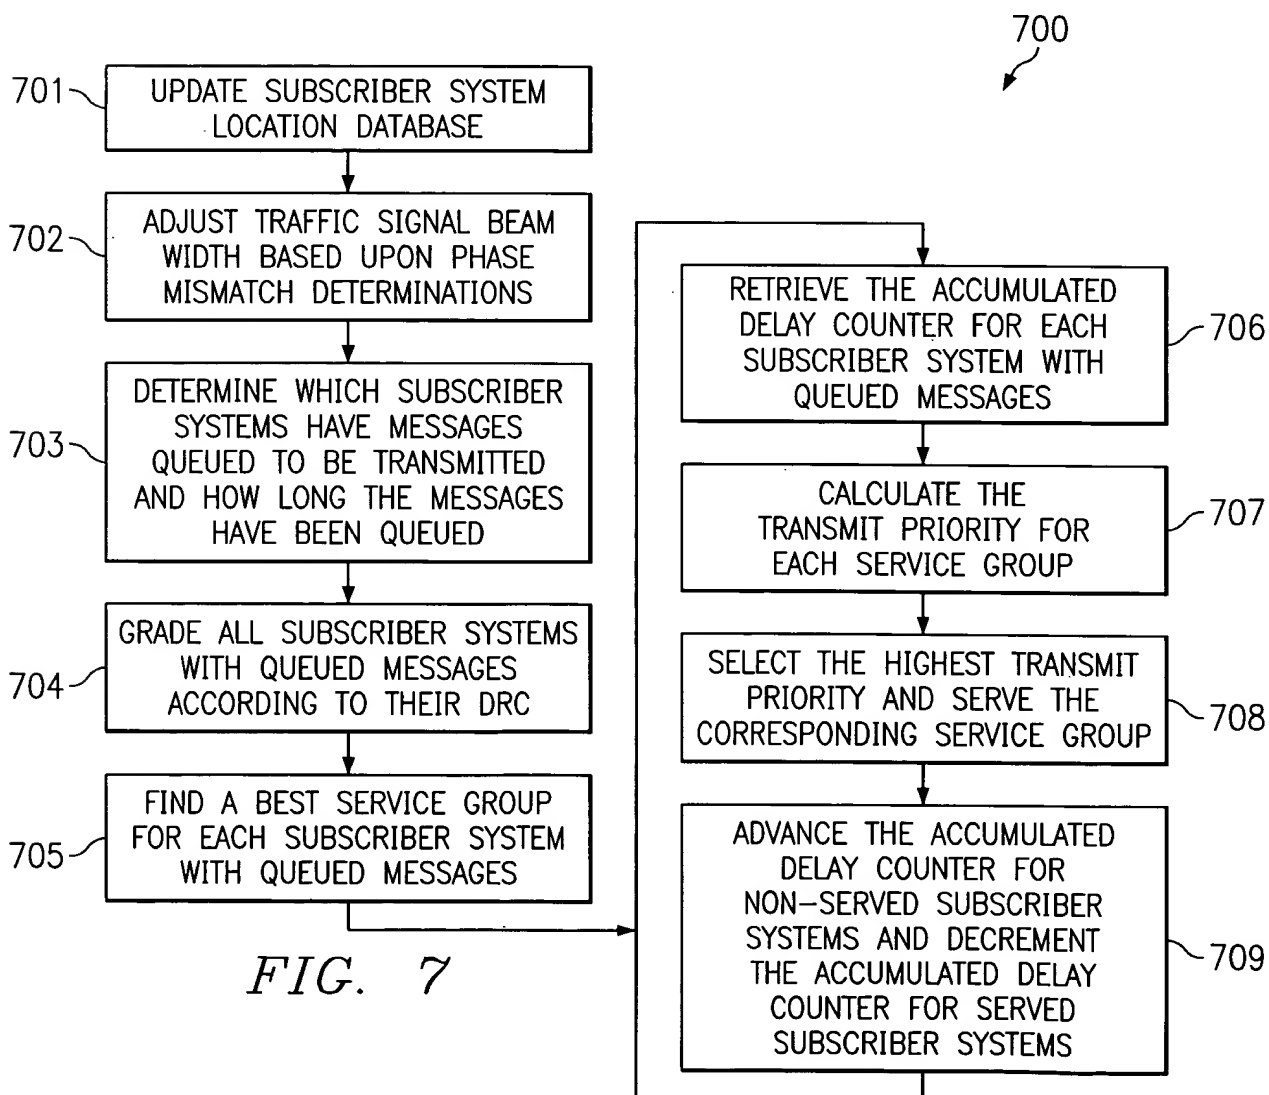 700
701
UPDATE SUBSCRIBER SYSTEM
LOCATION DATABASE
702
ADJUST TRAFFIC SIGNAL BEAM
WIDTH BASED UPON PHASE
MISMATCH DETERMINATIONS
703
DETERMINE WHICH SUBSCRIBER
SYSTEMS HAVE MESSAGES
QUEUED TO BE TRANSMITTED
AND HOW LONG THE MESSAGES
HAVE BEEN QUEUED
704
GRADE ALL SUBSCRIBER SYSTEMS
WITH QUEUED MESSAGES
ACCORDING TO THEIR DRC
705
FIND A BEST SERVICE GROUP
FOR EACH SUBSCRIBER SYSTEM
WITH QUEUED MESSAGES
RETRIEVE THE ACCUMULATED
DELAY COUNTER FOR EACH
SUBSCRIBER SYSTEM WITH
QUEUED MESSAGES
706
CALCULATE THE
TRANSMIT PRIORITY FOR
EACH SERVICE GROUP
707
SELECT THE HIGHEST TRANSMIT
PRIORITY AND SERVE THE
CORRESPONDING SERVICE GROUP
708
ADVANCE THE ACCUMULATED
DELAY COUNTER FOR
NON-SERVED SUBSCRIBER
SYSTEMS AND DECREMENT
THE ACCUMULATED DELAY
COUNTER FOR SERVED
SUBSCRIBER SYSTEMS
709
FIG. 7